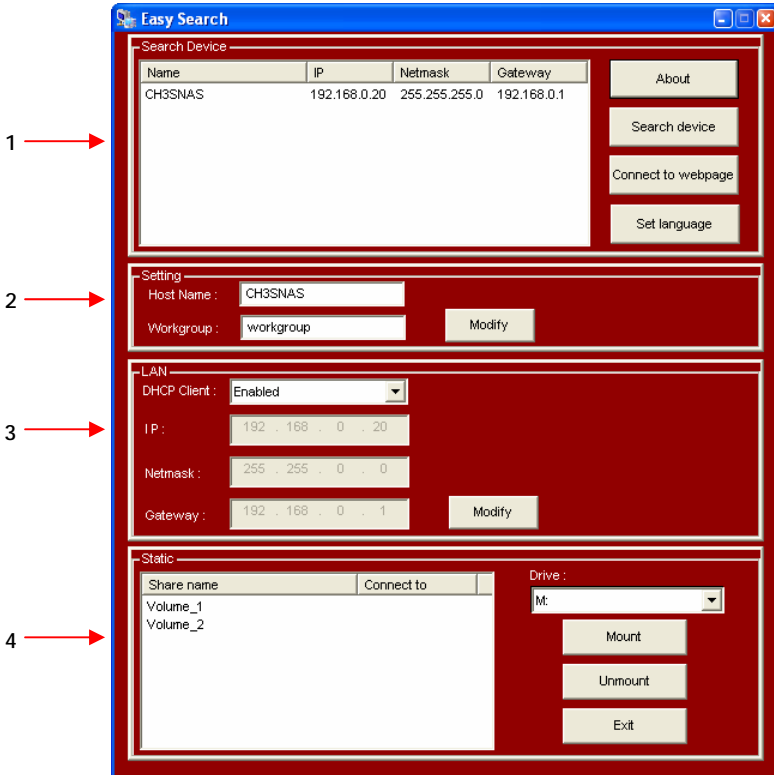 Easy Search
Search Device
Name IP Netmask Gateway
CH3SNAS 192.168.0.20 255.255.255.0 192.168.0.1
About
Search device
Connect to webpage
Set language
1
Setting
Host Name : CH3SNAS
Workgroup : workgroup
Modify
2
LAN
DHCP Client : Enabled
IP : 192 . 168 . 0 . 20
Netmask : 255 . 255 . 0 . 0
Gateway : 192 . 168 . 0 . 1
Modify
3
Static
Share name Connect to
Volume_1
Volume_2
Drive :
M:
Mount
Unmount
Exit
4